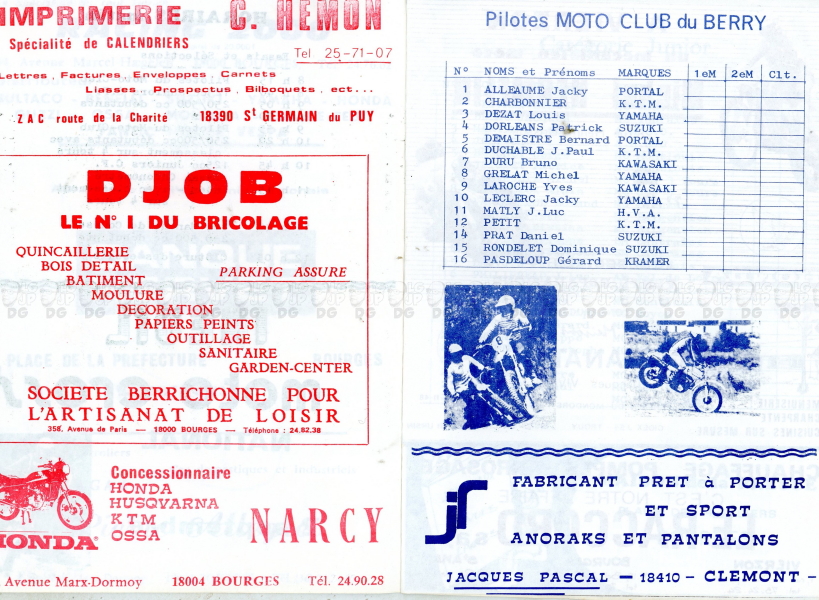 IMPRIMERIE C. HEMON
Spécialité de CALENDRIERS
Tel 25-71-07
Lettres, Factures, Enveloppes, Carnets
Liasses, Prospectus, Bilboquets, ect...
ZAC route de la Charité 18390 St GERMAIN du PUY
DJOB
LE N° 1 DU BRICOLAGE
QUINCAILLERIE
BOIS DETAIL
BATIMENT
PARKING ASSURE
MOULURE
DECORATION
PAPIERS PEINTS
OUTILLAGE
SANITAIRE
GARDEN-CENTER
SOCIETE BERRICHONNE POUR
L'ARTISANAT DE LOISIR
358, Avenue de Paris — 18000 BOURGES — Téléphone : 24.82.38
Concessionnaire
HONDA
HUSQVARNA
KTM
OSSA
NARCY
HONDA
Avenue Marx-Dormoy 18004 BOURGES Tél. 24.90.28
Pilotes MOTO CLUB du BERRY
N° NOMS et Prénoms MARQUES 1eM 2eM Clt.
1 ALLEAUME Jacky PORTAL
2 CHARBONNIER K.T.M.
3 DEZAT Louis YAMAHA
4 DORLEANS Patrick SUZUKI
5 DEMAISTRE Bernard PORTAL
6 DUCHABLE J.Paul K.T.M.
7 DURU Bruno KAWASAKI
8 GRELAT Michel YAMAHA
9 LAROCHE Yves KAWASAKI
10 LECLERC Jacky YAMAHA
11 MATLY J.Luc H.V.A.
12 PETIT K.T.M.
14 PRAT Daniel SUZUKI
15 RONDELET Dominique SUZUKI
16 PASDELOUP Gérard KRAMER
FABRICANT PRET à PORTER
ET SPORT
ANORAKS ET PANTALONS
JACQUES PASCAL — 18410 - CLEMONT -